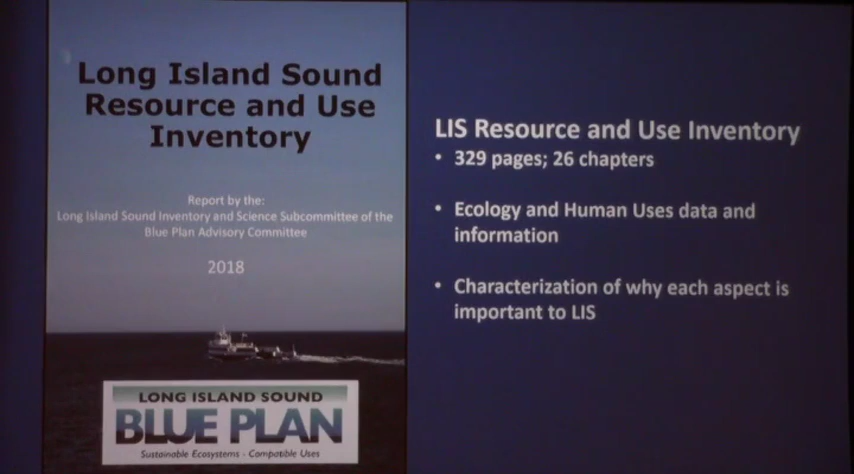 Long Island Sound
Resource and Use
Inventory
Report by the:
Long Island Sound Inventory and Science Subcommittee of the
Blue Plan Advisory Committee
2018
LONG ISLAND SOUND
BLUE PLAN
Sustainable Ecosystems - Compatible Uses
LIS Resource and Use Inventory
• 329 pages; 26 chapters
• Ecology and Human Uses data and
information
• Characterization of why each aspect is
important to LIS